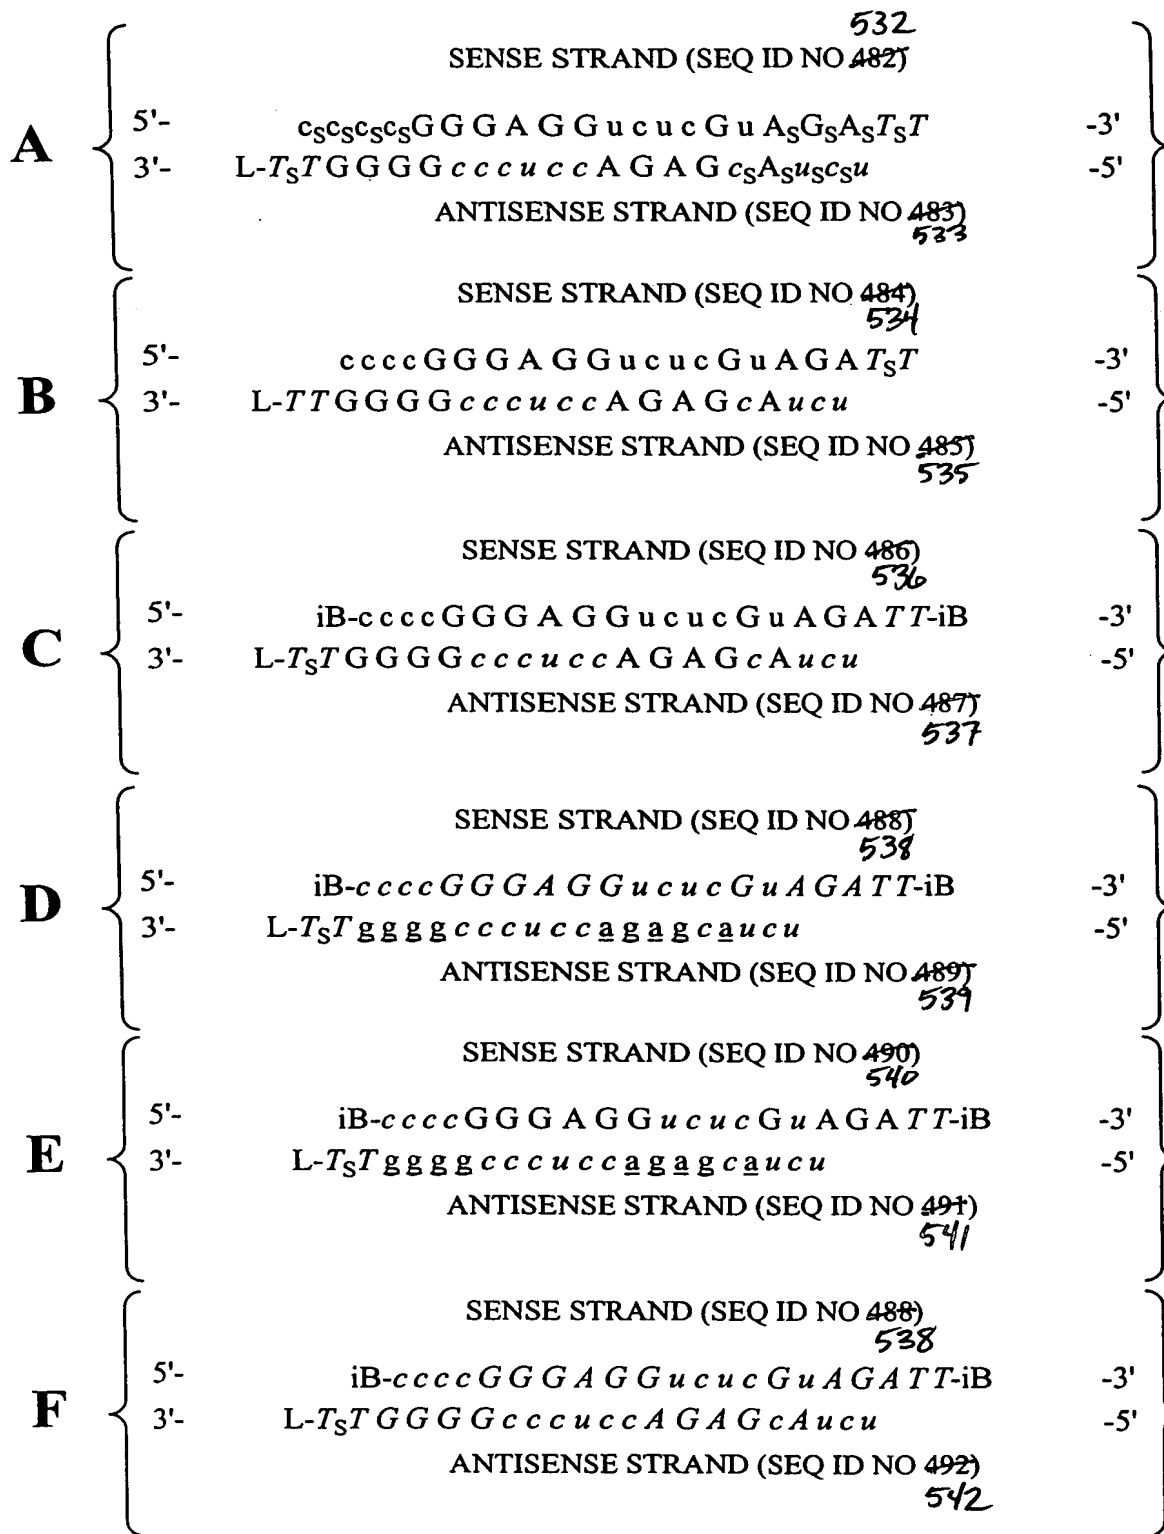 532
SENSE STRAND (SEQ ID NO 482)
A
5'- cScScScSGGGAGGucucGuASGSASTST -3'
3'- L-TSTGGGGcccuccAGAGcSASuScSu -5'
ANTISENSE STRAND (SEQ ID NO 483)
533
SENSE STRAND (SEQ ID NO 484)
534
B
5'- ccccGGGAGGucucGuAGATST -3'
3'- L-TTGGGGcccuccAGAGcAucu -5'
ANTISENSE STRAND (SEQ ID NO 485)
535
SENSE STRAND (SEQ ID NO 486)
536
C
5'- iB-ccccGGGAGGucucGuAGATT-iB -3'
3'- L-TSTGGGGcccuccAGAGcAucu -5'
ANTISENSE STRAND (SEQ ID NO 487)
537
SENSE STRAND (SEQ ID NO 488)
538
D
5'- iB-ccccGGGAGGucucGuAGATT-iB -3'
3'- L-TSTggggcccuccagagcaucu -5'
ANTISENSE STRAND (SEQ ID NO 489)
539
SENSE STRAND (SEQ ID NO 490)
540
E
5'- iB-ccccGGGAGGucucGuAGATT-iB -3'
3'- L-TSTggggcccuccagagcaucu -5'
ANTISENSE STRAND (SEQ ID NO 491)
541
SENSE STRAND (SEQ ID NO 488)
538
F
5'- iB-ccccGGGAGGucucGuAGATT-iB -3'
3'- L-TSTGGGGcccuccAGAGcAucu -5'
ANTISENSE STRAND (SEQ ID NO 492)
542